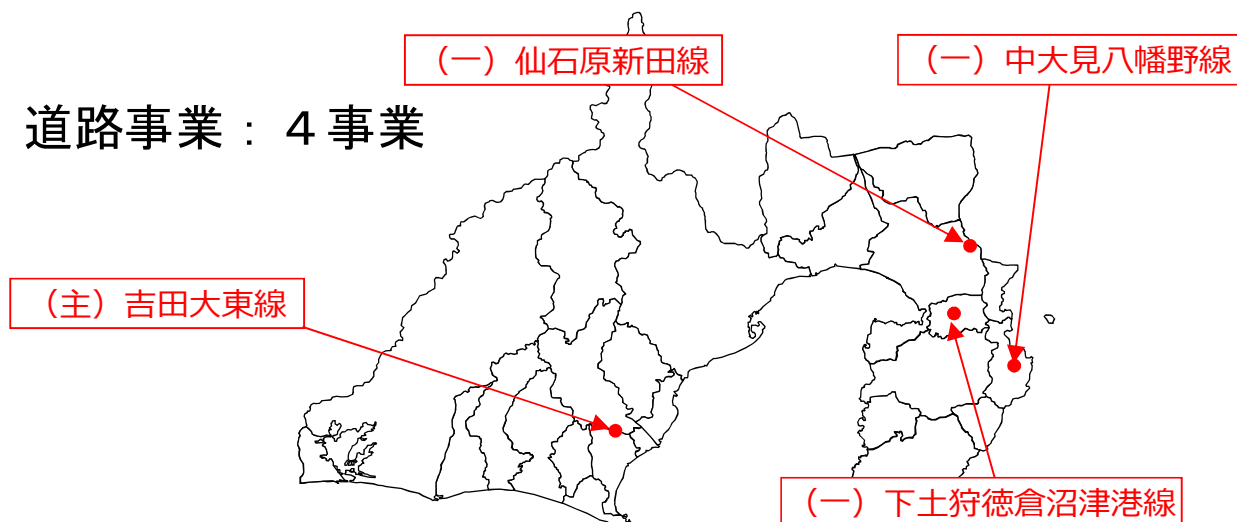 （一）仙石原新田線
（一）中大見八幡野線
道路事業：４事業
（主）吉田大東線
（一）下土狩徳倉沼津港線